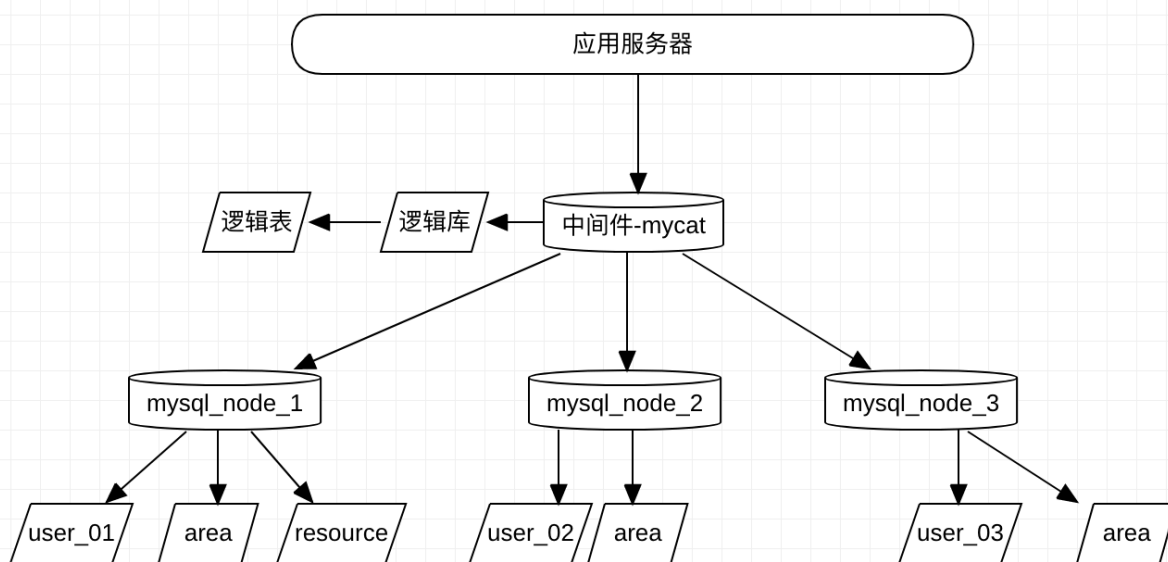 应用服务器
逻辑表
逻辑库
中间件-mycat
mysql_node_1
mysql_node_2
mysql_node_3
user_01
area
resource
user_02
area
user_03
area